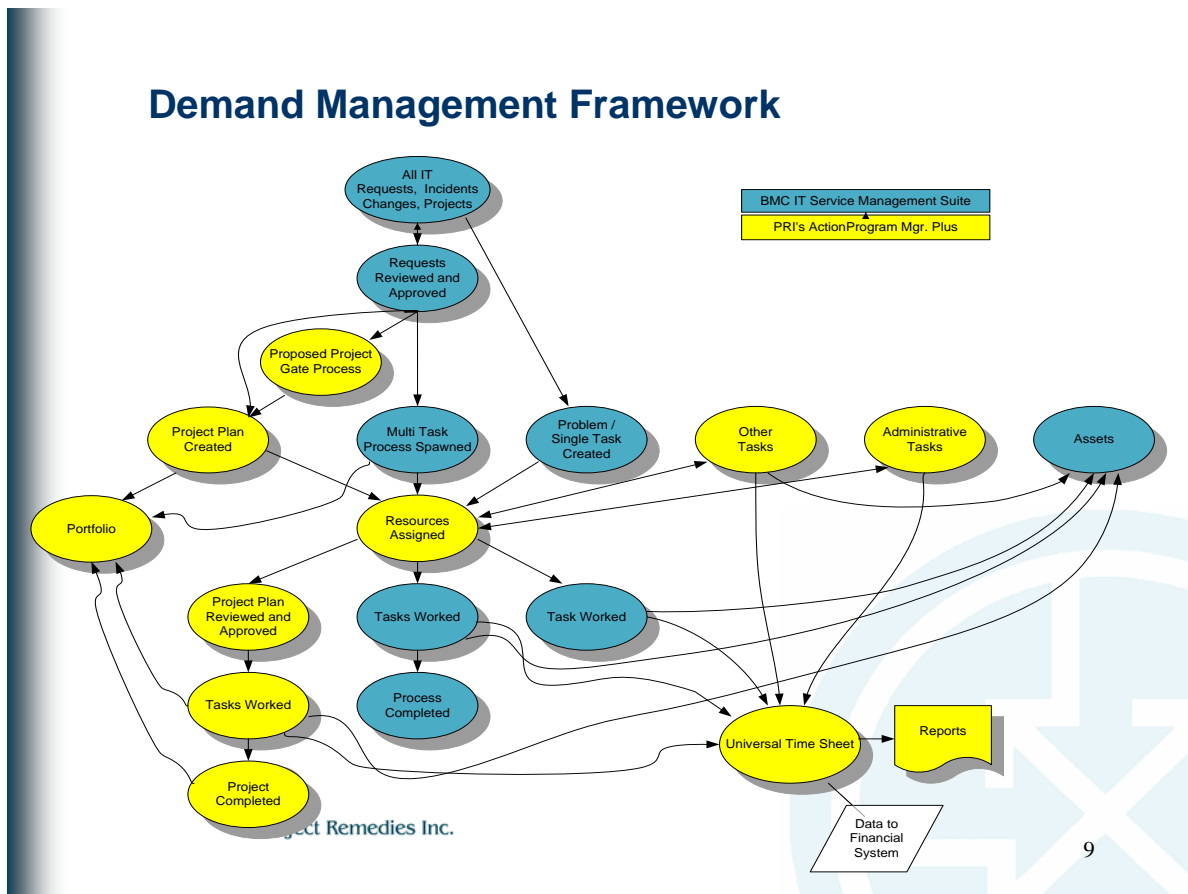 Demand Management Framework
All IT
Requests, Incidents
Changes, Projects
BMC IT Service Management Suite
PRI's ActionProgram Mgr. Plus
Requests
Reviewed and
Approved
Proposed Project
Gate Process
Project Plan
Created
Multi Task
Process Spawned
Problem /
Single Task
Created
Other
Tasks
Administrative
Tasks
Assets
Portfolio
Resources
Assigned
Project Plan
Reviewed and
Approved
Tasks Worked
Task Worked
Tasks Worked
Process
Completed
Universal Time Sheet
Reports
Project
Completed
Remedies Inc.
Data to
Financial
System
9